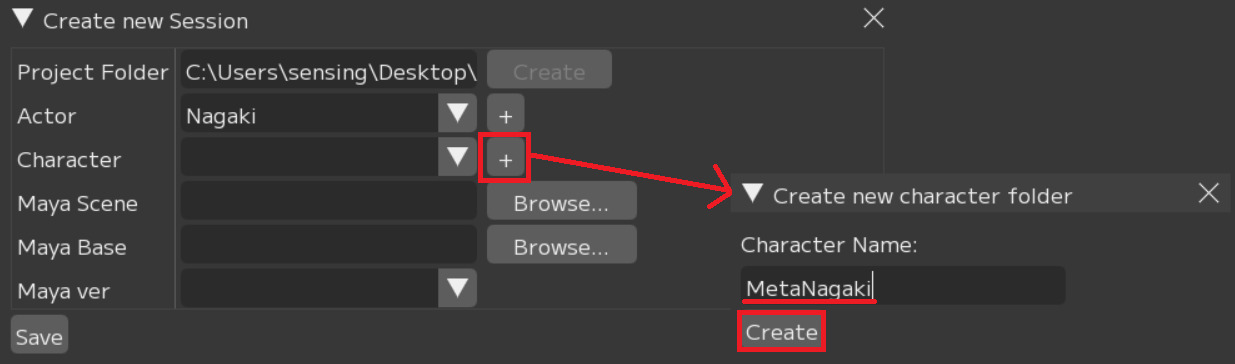 Create new Session
Project Folder C:\Users\sensing\Desktop\ Create
Actor Nagaki +
Character +
Maya Scene Browse...
Maya Base Browse...
Maya ver
Save
Create new character folder
Character Name:
MetaNagaki
Create